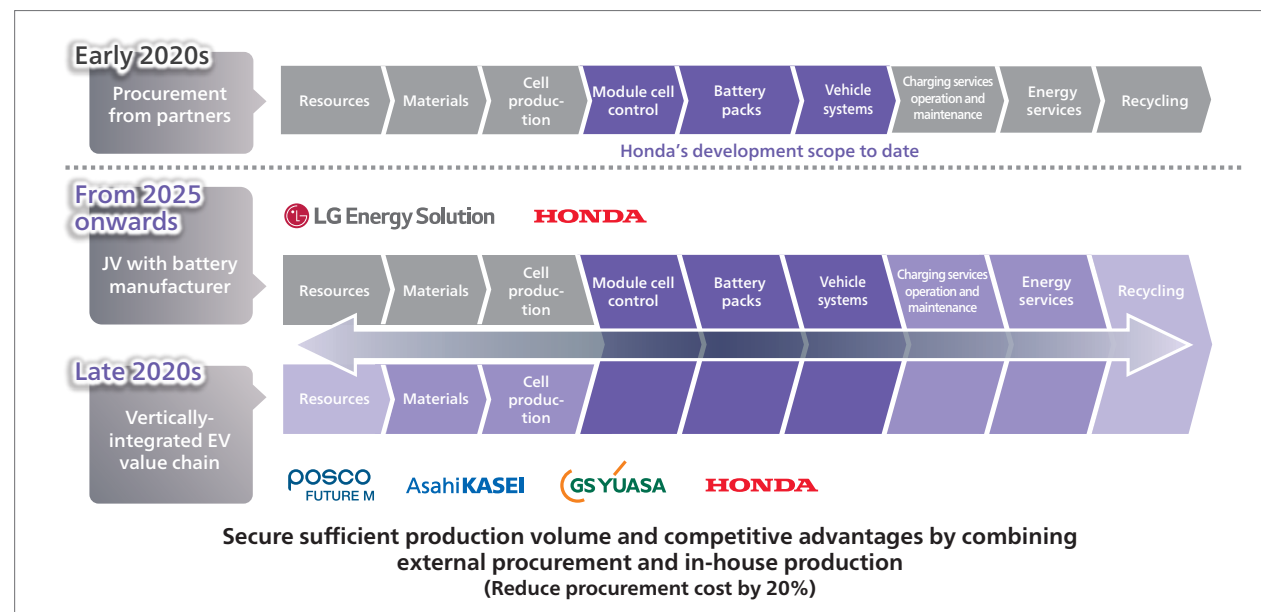 Early 2020s
Procurement
from partners
Resources
Materials
Cell
produc-
tion
Module cell
control
Battery
packs
Vehicle
systems
Charging services
operation and
maintenance
Energy
services
Recycling
Honda's development scope to date
From 2025
onwards
JV with battery
manufacturer
LG Energy Solution
HONDA
Resources
Materials
Cell
produc-
tion
Module cell
control
Battery
packs
Vehicle
systems
Charging services
operation and
maintenance
Energy
services
Recycling
Late 2020s
Vertically-
integrated EV
value chain
Resources
Materials
Cell
produc-
tion
posco
FUTURE M
AsahiKASEI
GS YUASA
HONDA
Secure sufficient production volume and competitive advantages by combining
external procurement and in-house production
(Reduce procurement cost by 20%)